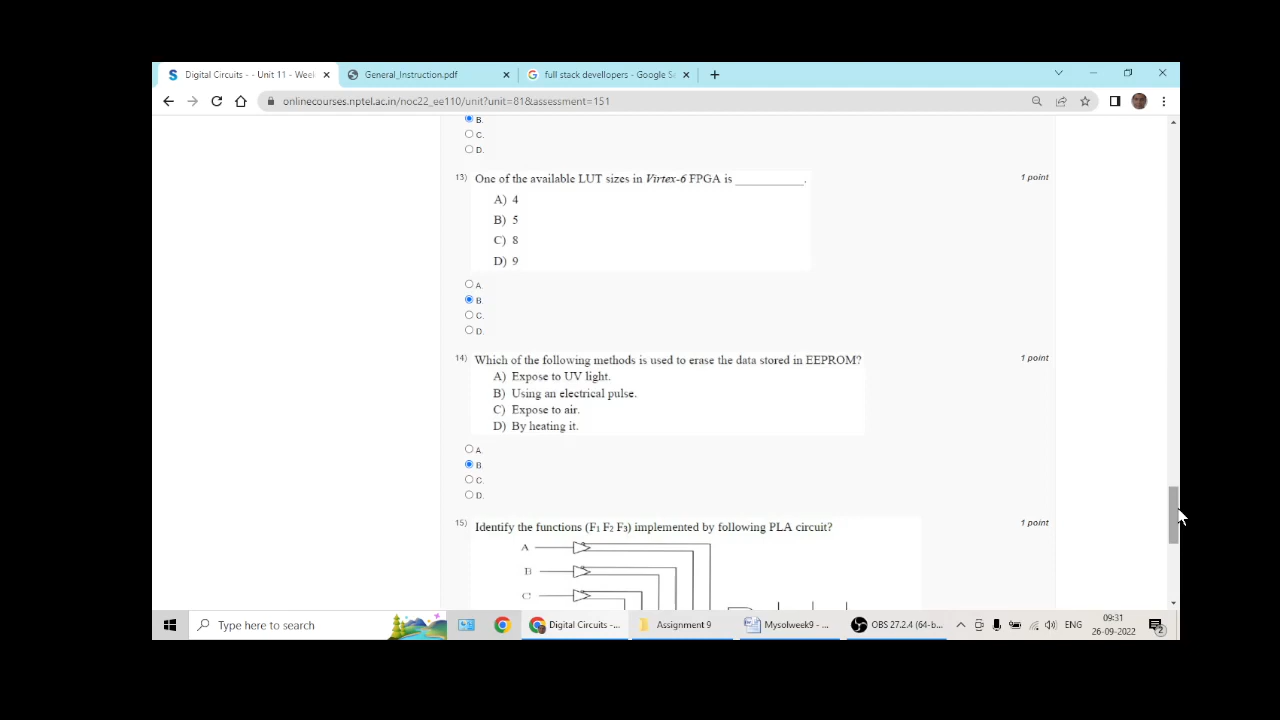 Digital Circuits - - Unit 11 - Week
General_Instruction.pdf
full stack devellopers - Google Se
onlinecourses.nptel.ac.in/noc22_ee110/unit?unit=81&assessment=151
B.
C.
D.
13) One of the available LUT sizes in Virtex-6 FPGA is ___________. 1 point
A) 4
B) 5
C) 8
D) 9
A.
B.
C.
D.
14) Which of the following methods is used to erase the data stored in EEPROM? 1 point
A) Expose to UV light.
B) Using an electrical pulse.
C) Expose to air.
D) By heating it.
A.
B.
C.
D.
15) Identify the functions (F1 F2 F3) implemented by following PLA circuit? 1 point
A
B
C
Type here to search
Digital Circuits -...
Assignment 9
Mysolweek9 - ...
OBS 27.2.4 (64-b...
ENG
09:31
26-09-2022
2